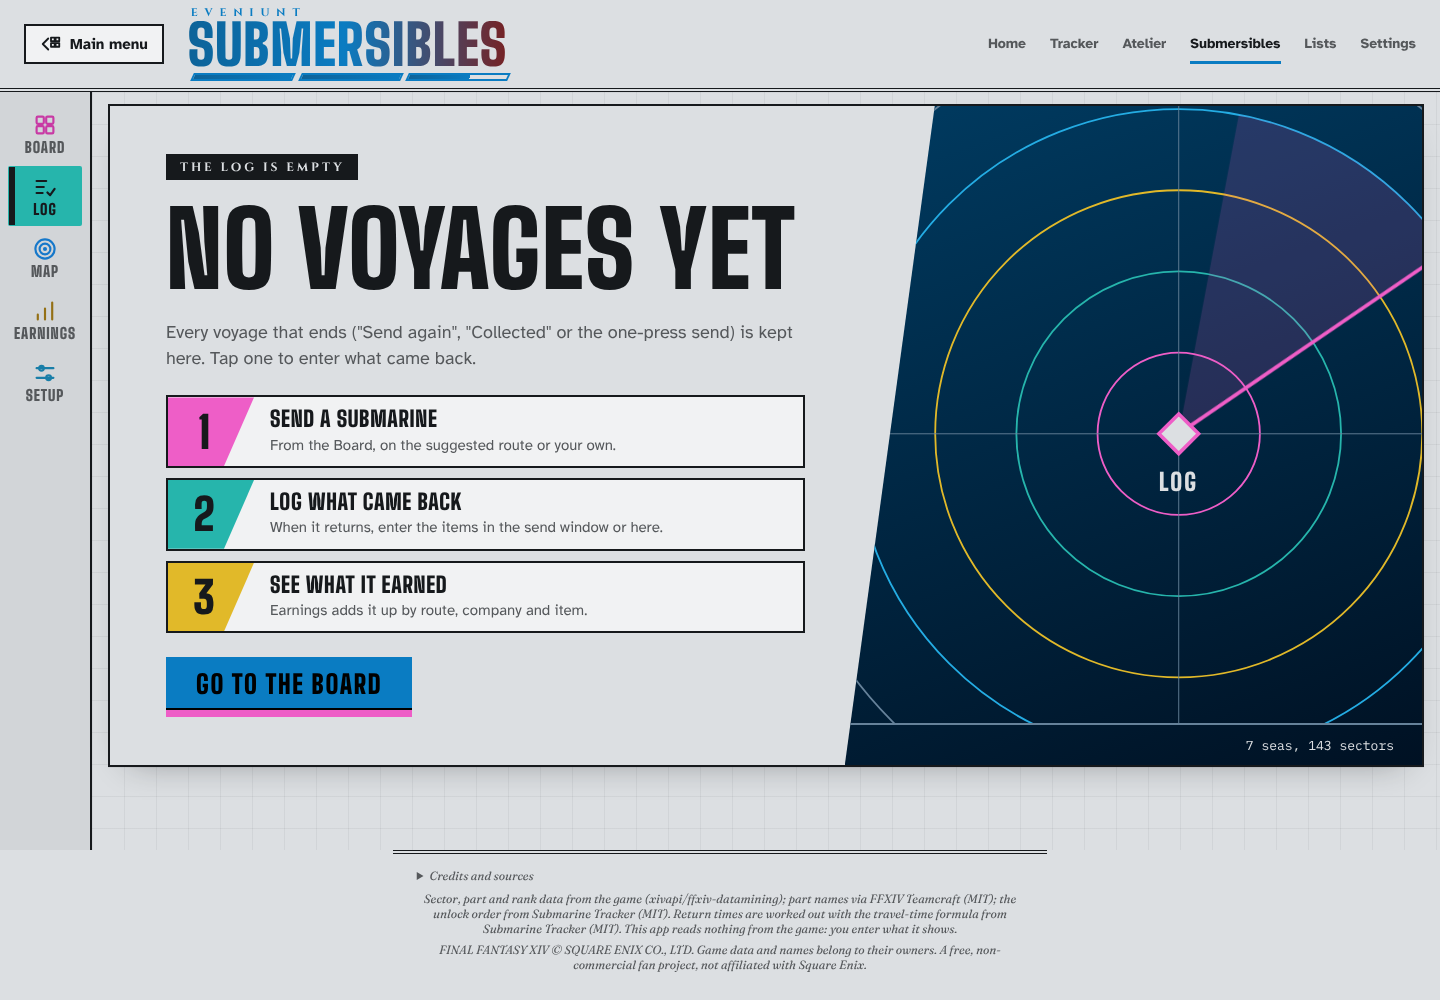 Main menu
EVENIUNT
SUBMERSIBLES
Home
Tracker
Atelier
Submersibles
Lists
Settings
BOARD
LOG
MAP
EARNINGS
SETUP
THE LOG IS EMPTY
NO VOYAGES YET
Every voyage that ends ("Send again", "Collected" or the one-press send) is kept
here. Tap one to enter what came back.
1
SEND A SUBMARINE
From the Board, on the suggested route or your own.
2
LOG WHAT CAME BACK
When it returns, enter the items in the send window or here.
3
SEE WHAT IT EARNED
Earnings adds it up by route, company and item.
GO TO THE BOARD
LOG
7 seas, 143 sectors
Credits and sources
Sector, part and rank data from the game (xivapi/ffxiv-datamining); part names via FFXIV Teamcraft (MIT); the
unlock order from Submarine Tracker (MIT). Return times are worked out with the travel-time formula from
Submarine Tracker (MIT). This app reads nothing from the game: you enter what it shows.
FINAL FANTASY XIV © SQUARE ENIX CO., LTD. Game data and names belong to their owners. A free, non-
commercial fan project, not affiliated with Square Enix.